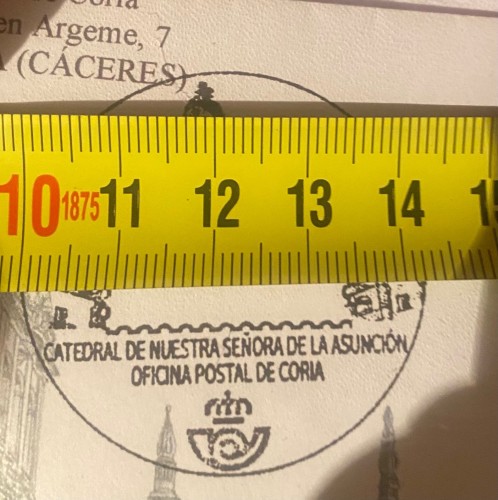 Coria
en Argeme, 7
(CÁCERES)
10 1875 11 12 13 14
CATEDRAL DE NUESTRA SEÑORA DE LA ASUNCIÓN
OFICINA POSTAL DE CORIA